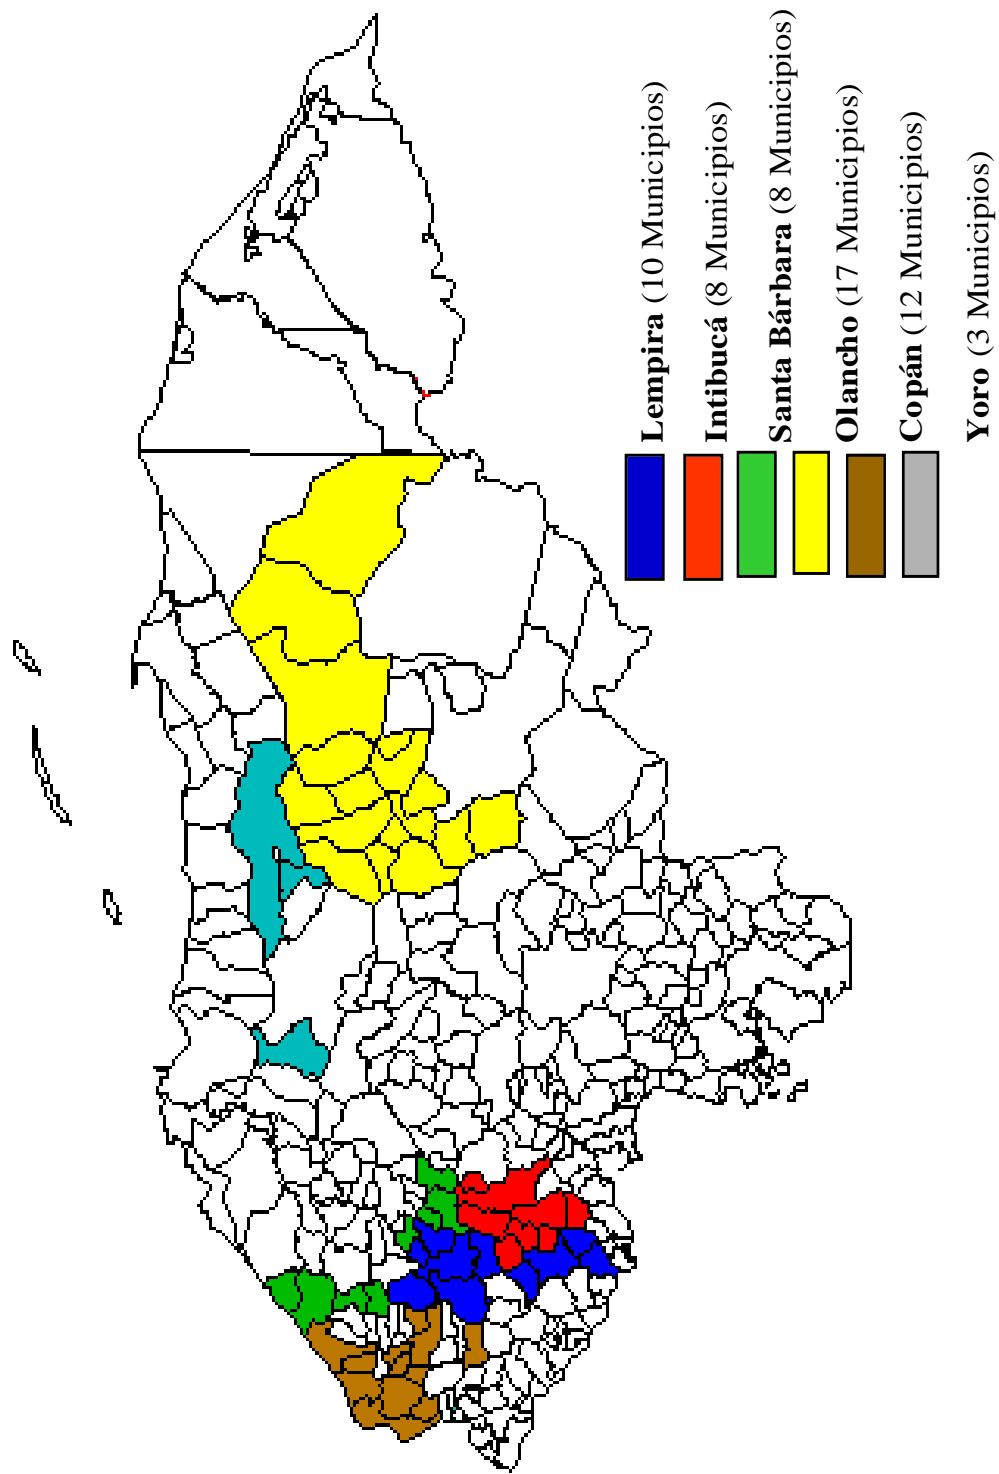 Lempira (10 Municipios)
Intibucá (8 Municipios)
Santa Bárbara (8 Municipios)
Olancho (17 Municipios)
Copán (12 Municipios)
Yoro (3 Municipios)